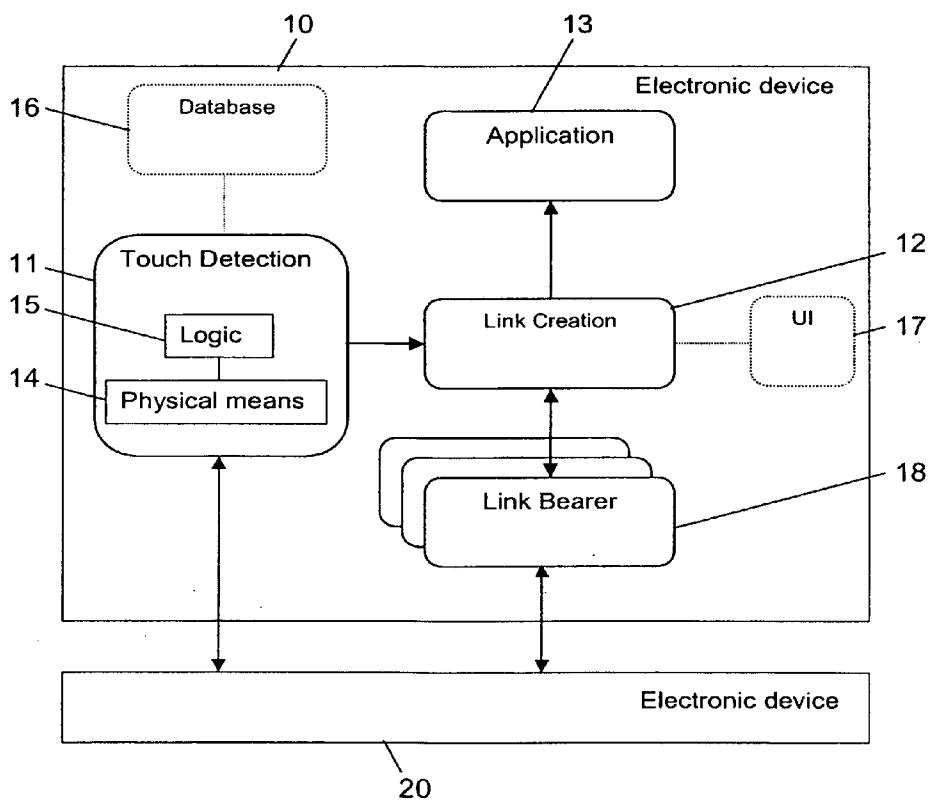 10
13
Electronic device
16
Database
Application
11
Touch Detection
12
15
Logic
Link Creation
UI
17
14
Physical means
Link Bearer
18
Electronic device
20